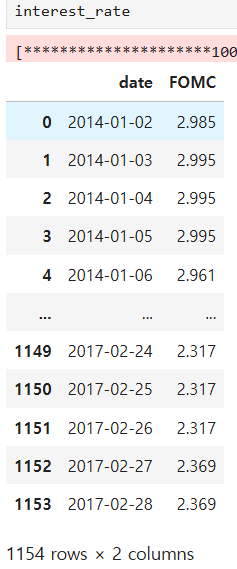 interest_rate
[*********************100
date FOMC
0 2014-01-02 2.985
1 2014-01-03 2.995
2 2014-01-04 2.995
3 2014-01-05 2.995
4 2014-01-06 2.961
... ... ...
1149 2017-02-24 2.317
1150 2017-02-25 2.317
1151 2017-02-26 2.317
1152 2017-02-27 2.369
1153 2017-02-28 2.369
1154 rows × 2 columns